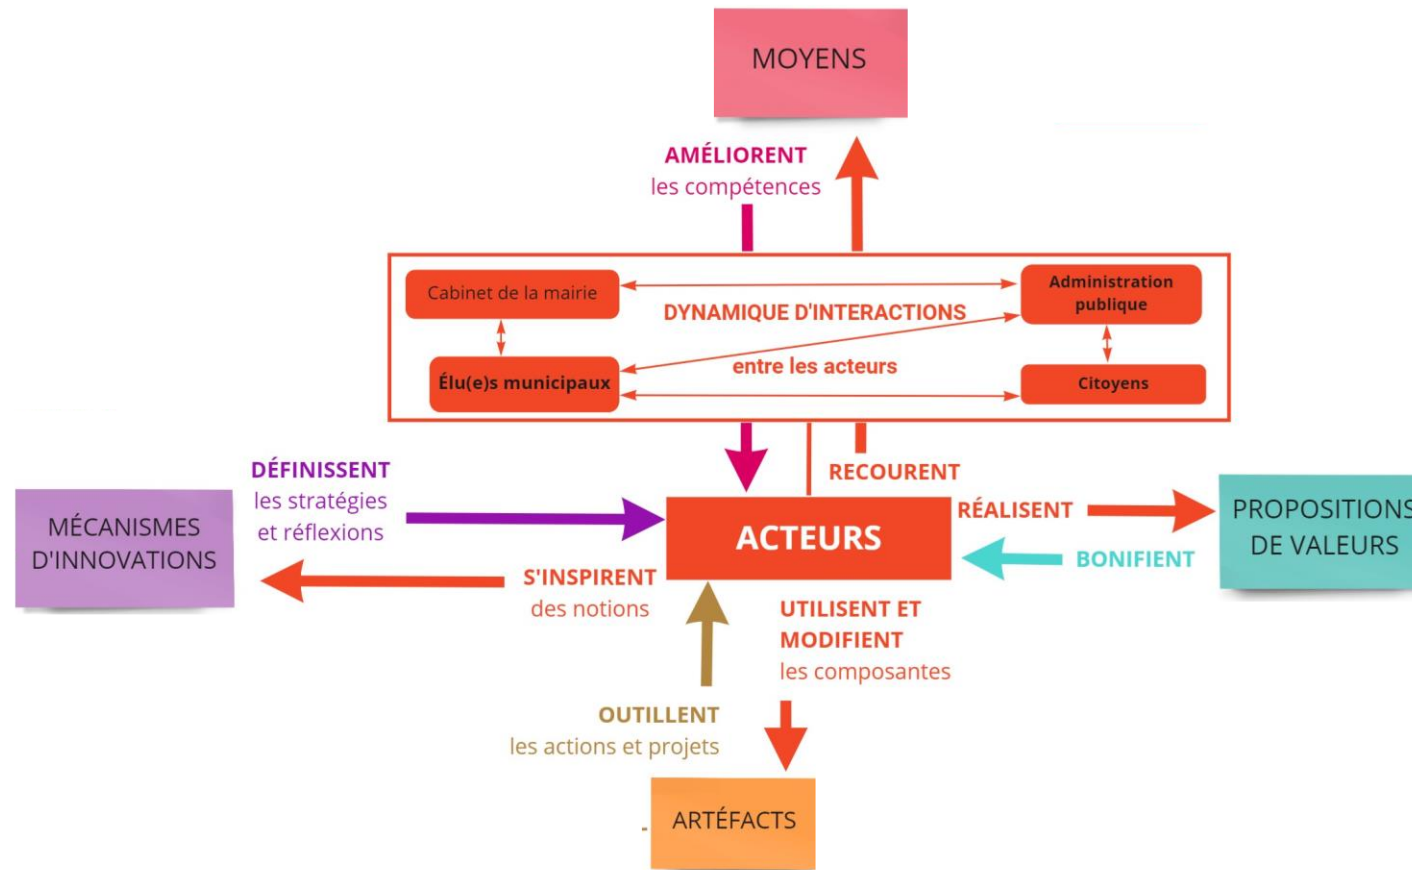 MOYENS
AMÉLIORENT
les compétences
Cabinet de la mairie
Administration
publique
DYNAMIQUE D'INTERACTIONS
entre les acteurs
Élu(e)s municipaux
Citoyens
DÉFINISSENT
les stratégies
et réflexions
RECOURENT
MÉCANISMES
D'INNOVATIONS
ACTEURS
RÉALISENT
BONIFIENT
PROPOSITIONS
DE VALEURS
S'INSPIRENT
des notions
UTILISENT ET
MODIFIENT
les composantes
OUTILLENT
les actions et projets
ARTÉFACTS